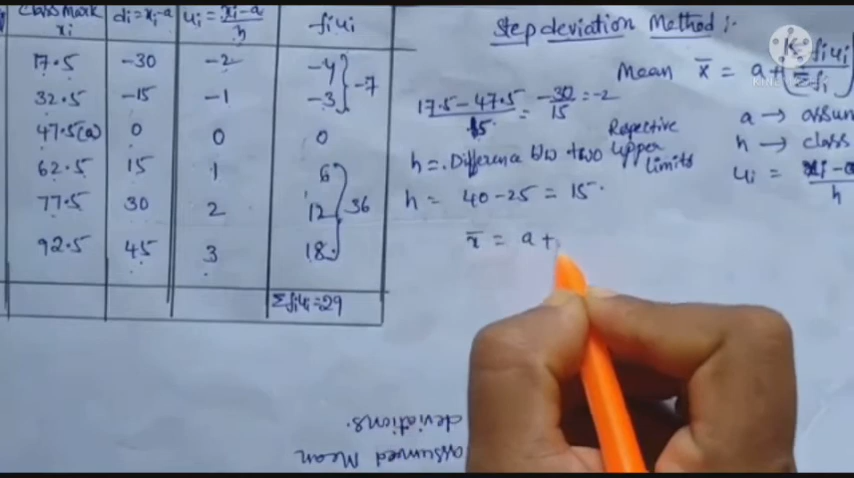 Class Mark xi | di = xi-a | ui = xi-a/h | fiui
17.5 | -30 | -2 | -4
32.5 | -15 | -1 | -3 | -7
47.5(a) | 0 | 0 | 0
62.5 | 15 | 1 | 6
77.5 | 30 | 2 | 12 | 36
92.5 | 45 | 3 | 18
Σfiui=29
Step deviation Method :-
Mean x̄ = a + (Σfiui/Σfi)
17.5-47.5/15 = -30/15 = -2
a → assum
h → class
ui = xi-a/h
h = Difference b/w two Respective Upper limits
h = 40-25 = 15.
x̄ = a +
assumed Mean
deviations.